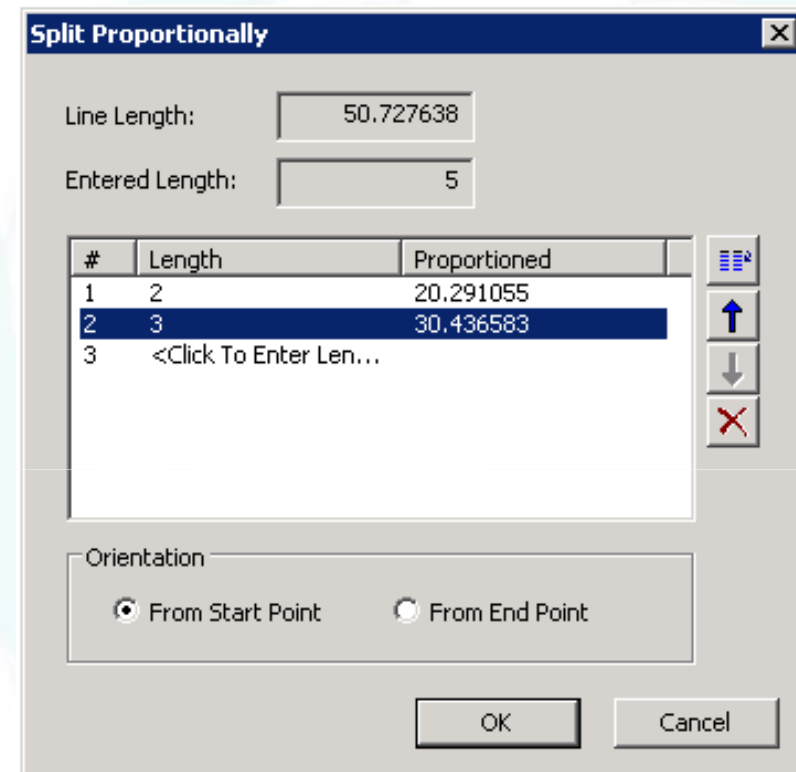 Split Proportionally
Line Length: 50.727638
Entered Length: 5
# Length Proportioned
1 2 20.291055
2 3 30.436583
3 <Click To Enter Len...
Orientation
From Start Point From End Point
OK Cancel